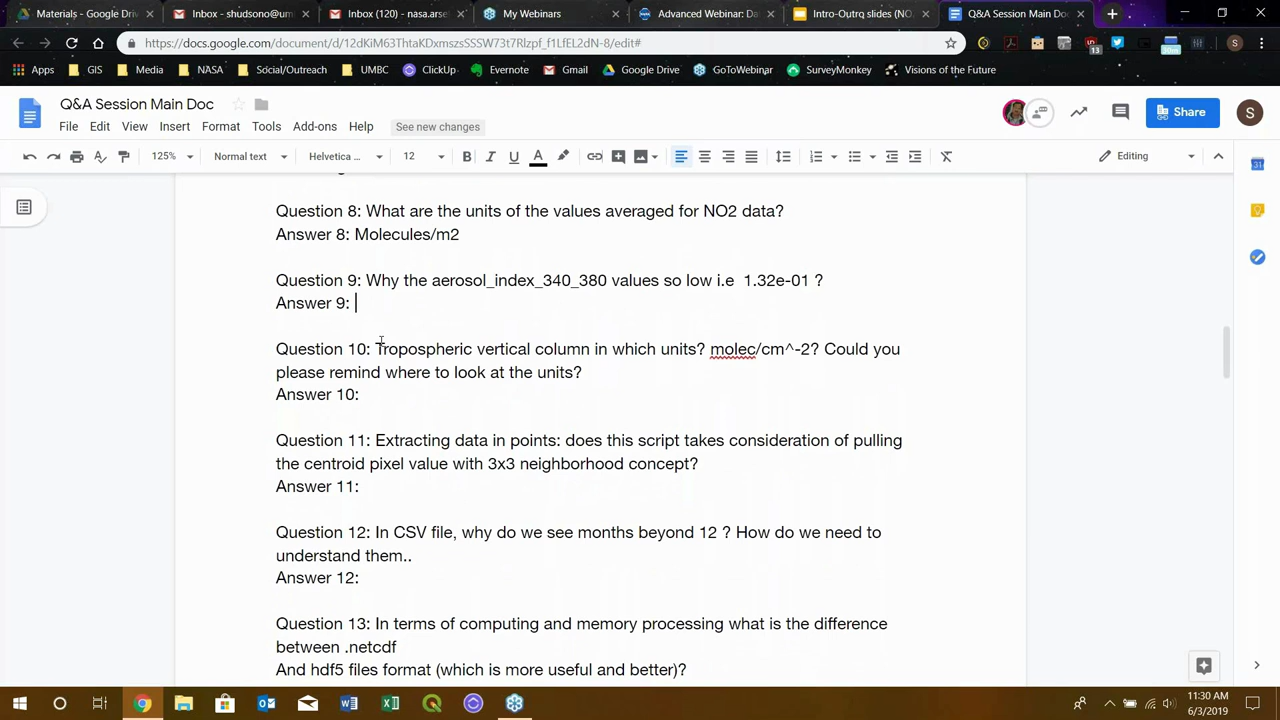 Materials - Google Drive
Inbox - shudsono@um
Inbox (120) - na.arse
My Webinars
Advanced Webinar: Da
Intro-Outro slides (NO
Q&A Session Main Doc
https://docs.google.com/document/d/12dKiM63ThtaKDxmszsSSSW73t7Rlzpf_f1LfEL2dN-8/edit#
Apps
GIS
Media
NASA
Social/Outreach
UMBC
ClickUp
Evernote
Gmail
Google Drive
GoToWebinar
SurveyMonkey
Visions of the Future
Q&A Session Main Doc
File Edit View Insert Format Tools Add-ons Help See new changes
Share
S
125% Normal text Helvetica ... 12 B I U A Editing
Question 8: What are the units of the values averaged for NO2 data?
Answer 8: Molecules/m2
Question 9: Why the aerosol_index_340_380 values so low i.e 1.32e-01 ?
Answer 9:
Question 10: Tropospheric vertical column in which units? molec/cm^-2? Could you
please remind where to look at the units?
Answer 10:
Question 11: Extracting data in points: does this script takes consideration of pulling
the centroid pixel value with 3x3 neighborhood concept?
Answer 11:
Question 12: In CSV file, why do we see months beyond 12 ? How do we need to
understand them..
Answer 12:
Question 13: In terms of computing and memory processing what is the difference
between .netcdf
And hdf5 files format (which is more useful and better)?
11:30 AM
6/3/2019